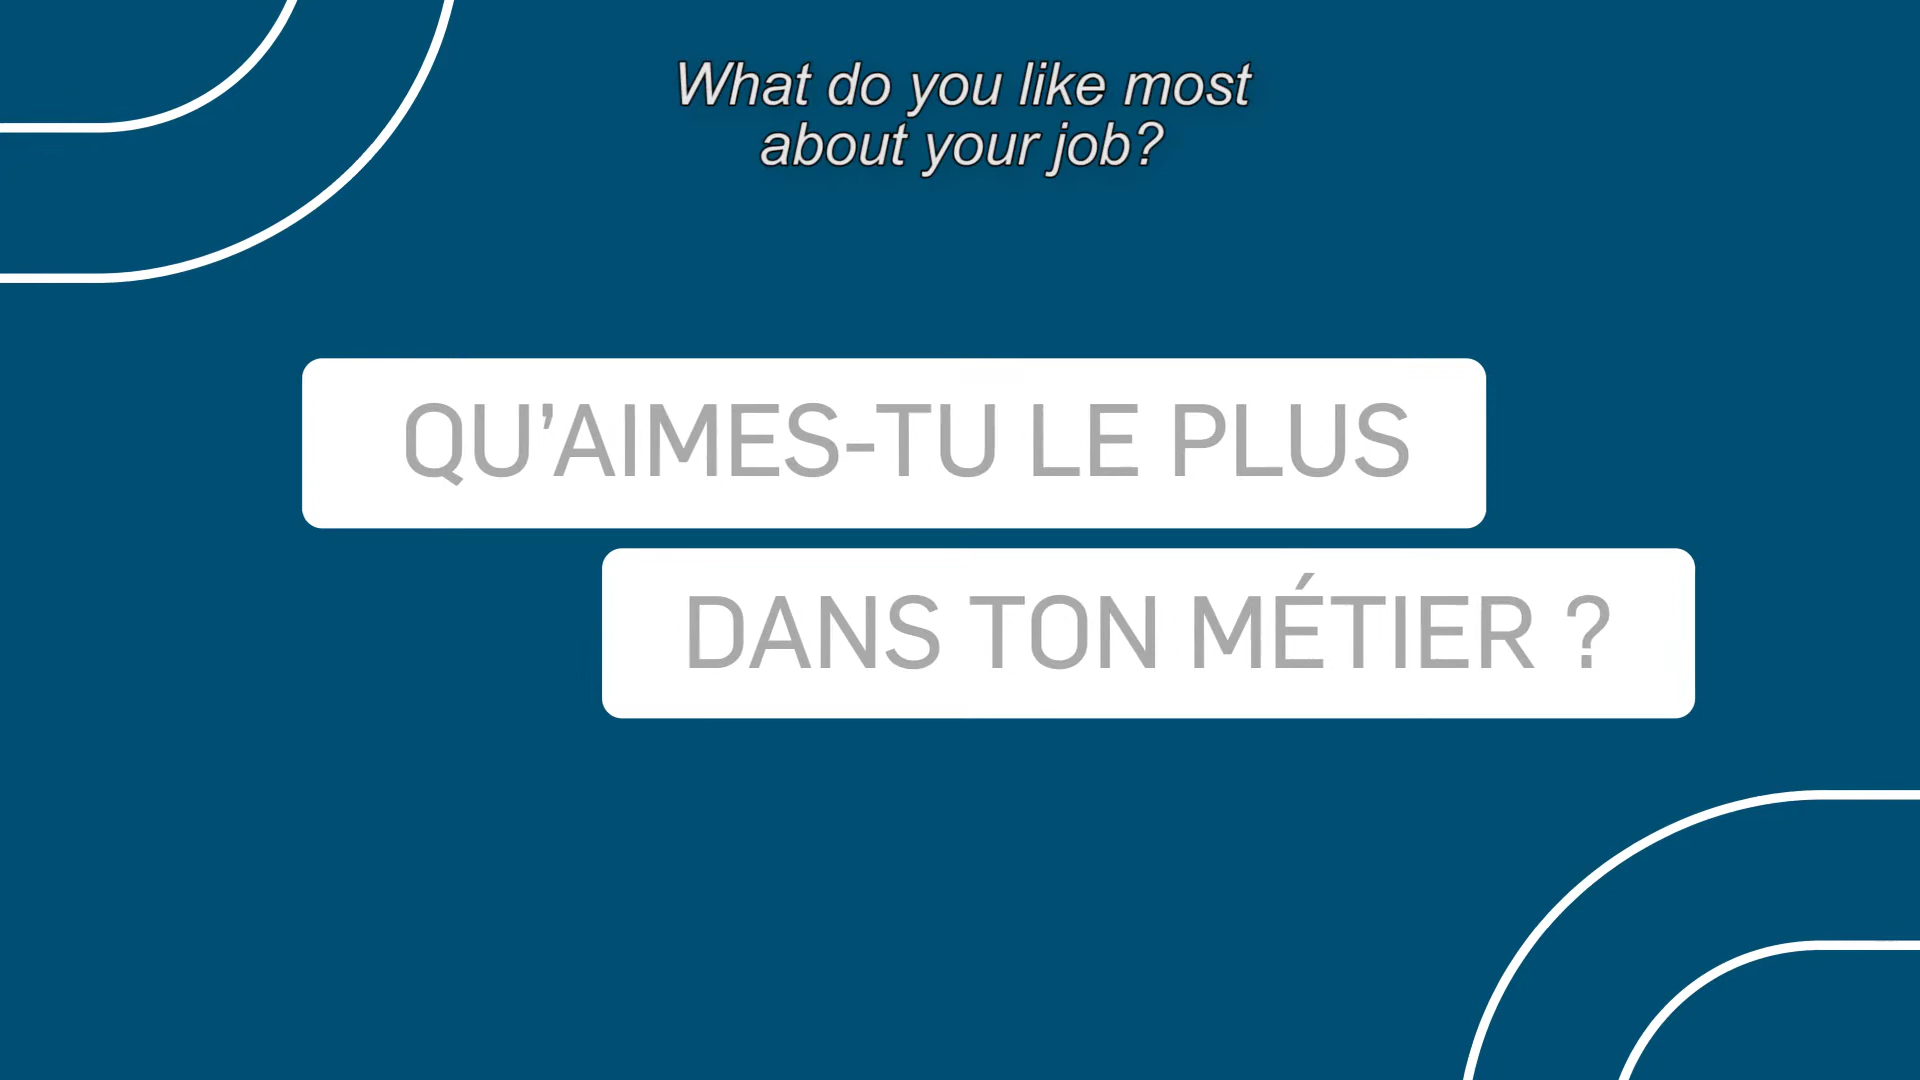 What do you like most
about your job?
QU’AIMES-TU LE PLUS
DANS TON MÉTIER ?